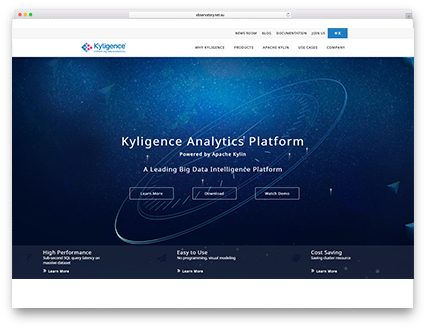 observatory.net.au
NEWS ROOM BLOG DOCUMENTATION JOIN US
Kyligence
WHY KYLIGENCE PRODUCTS APACHE KYLIN USE CASES COMPANY
Kyligence Analytics Platform
Powered by Apache Kylin
A Leading Big Data Intelligence Platform
Learn More Download Watch Demo
High Performance
Sub-second SQL query latency on
massive dataset
Learn More
Easy to Use
No programming, visual modeling
Learn More
Cost Saving
Saving cluster resource
Learn More